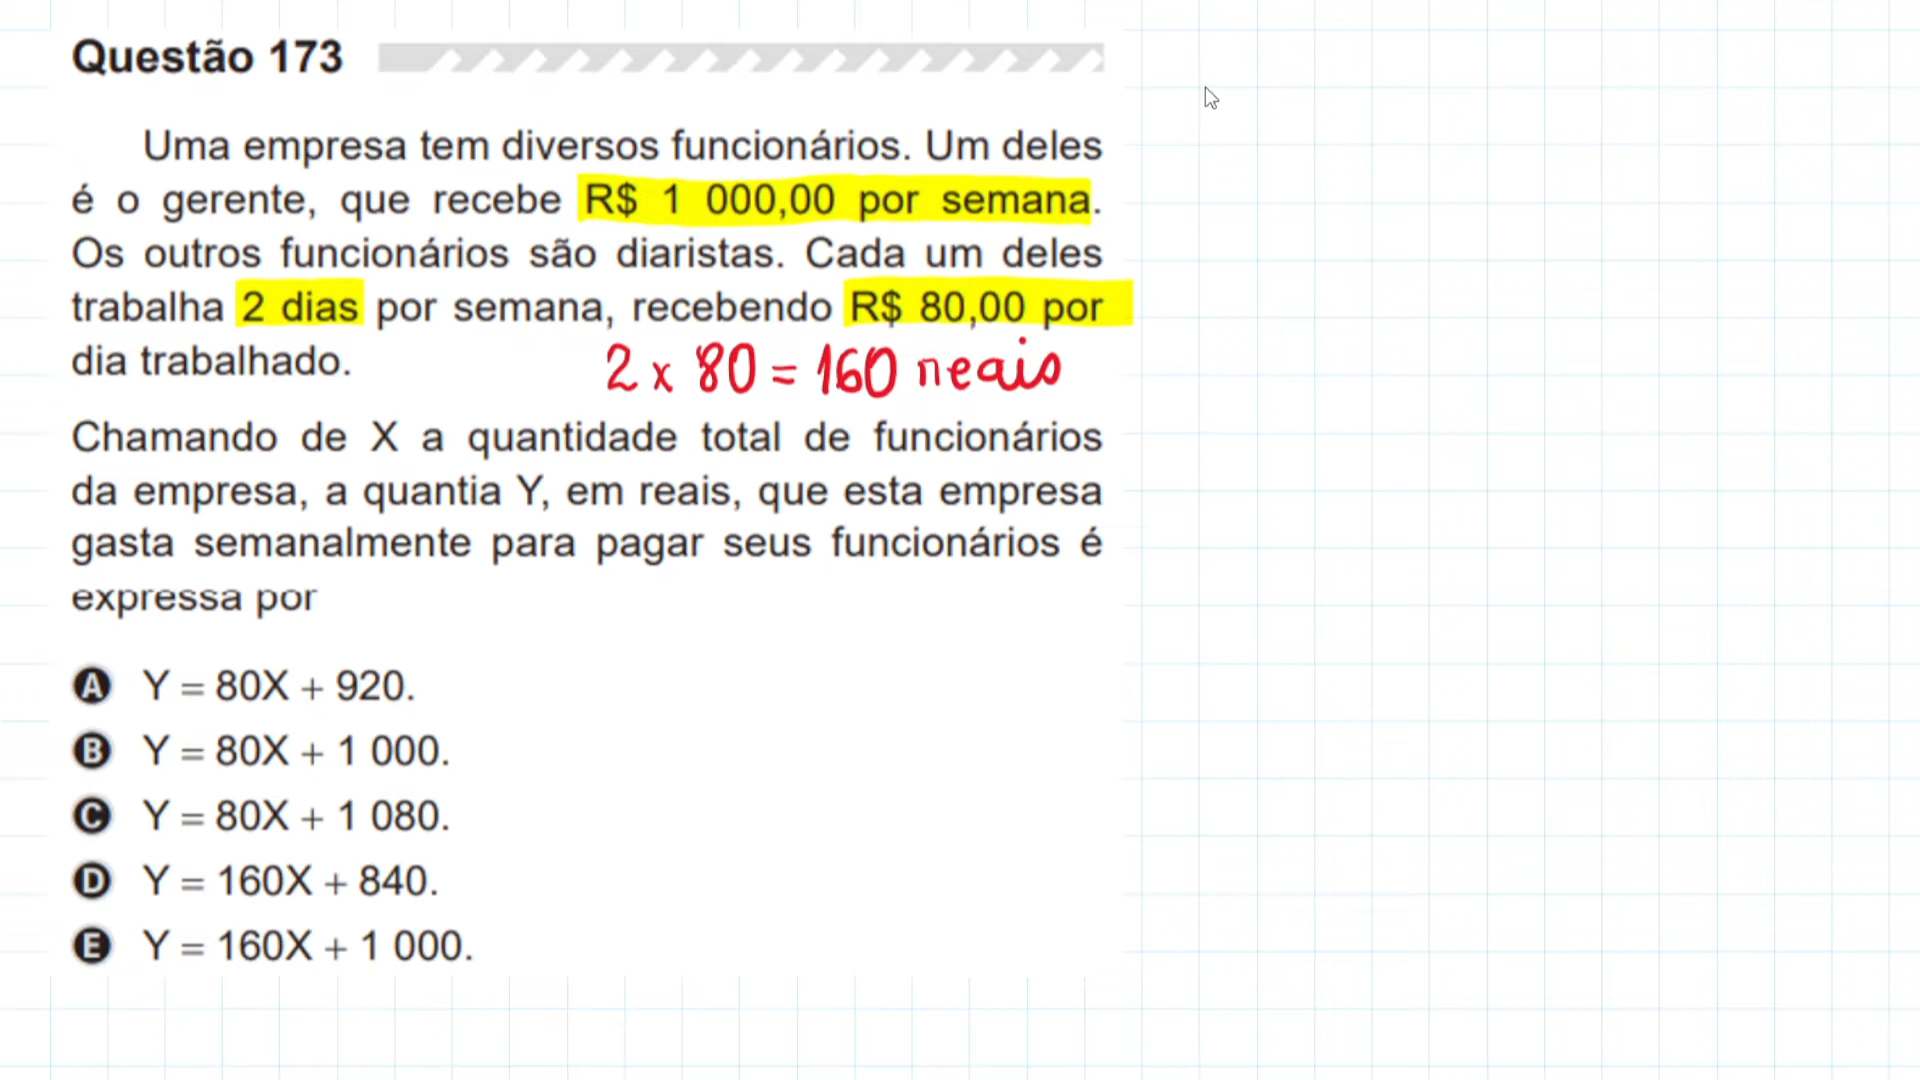 Questão 173
Uma empresa tem diversos funcionários. Um deles
é o gerente, que recebe R$ 1 000,00 por semana.
Os outros funcionários são diaristas. Cada um deles
trabalha 2 dias por semana, recebendo R$ 80,00 por
dia trabalhado.
2 x 80 = 160 reais
Chamando de X a quantidade total de funcionários
da empresa, a quantia Y, em reais, que esta empresa
gasta semanalmente para pagar seus funcionários é
expressa por
A Y = 80X + 920.
B Y = 80X + 1 000.
C Y = 80X + 1 080.
D Y = 160X + 840.
E Y = 160X + 1 000.